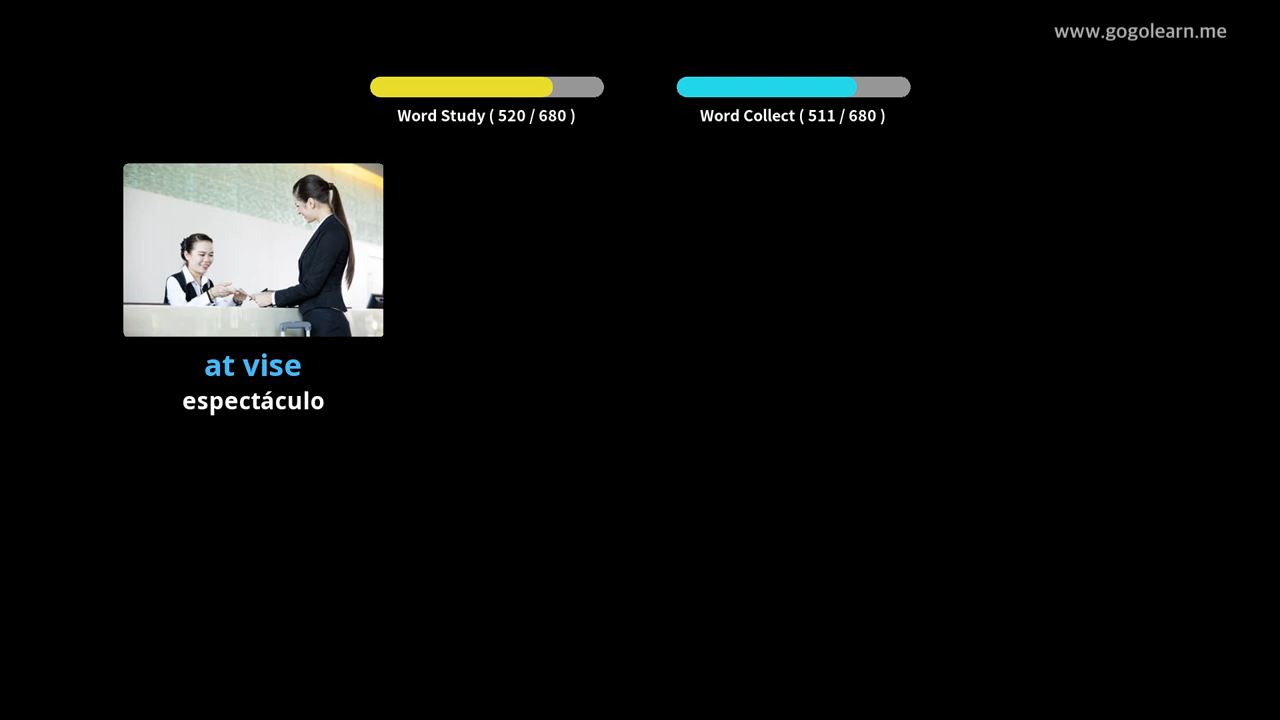 www.gogolearn.me
Word Study ( 520 / 680 )
Word Collect ( 511 / 680 )
at vise
espectáculo